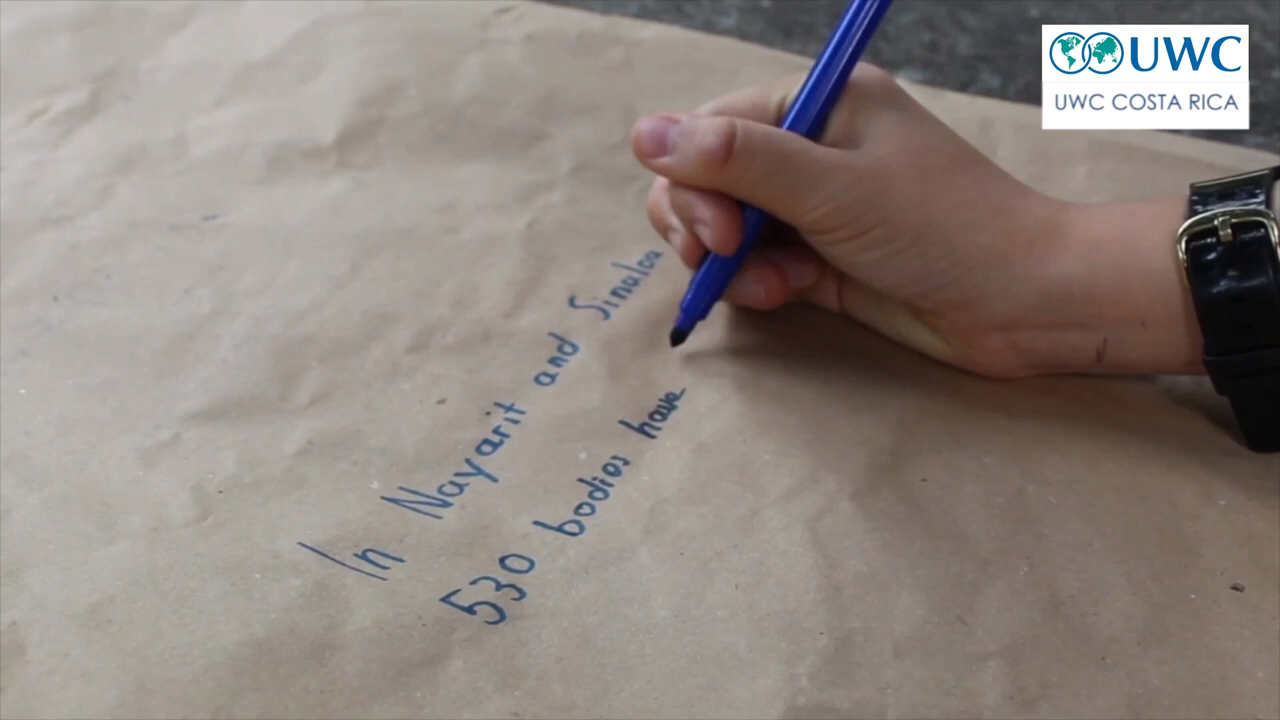 UWC
UWC COSTA RICA
In Nayarit and Sinaloa
530 bodies have